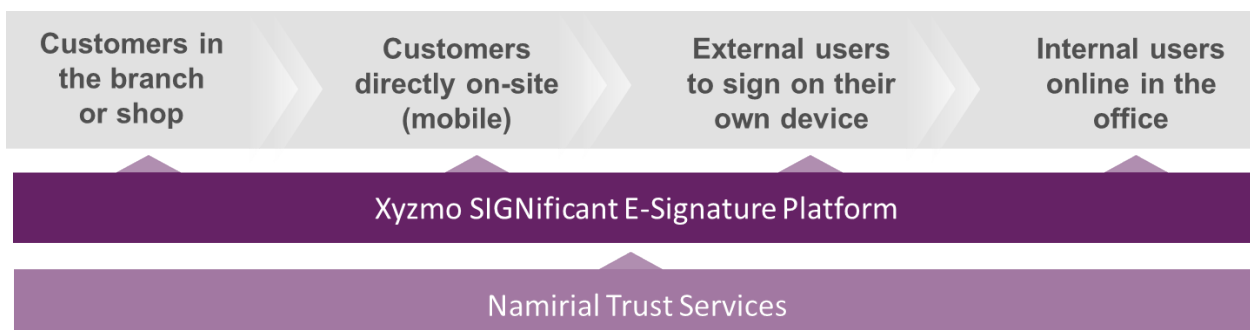 Customers in
the branch
or shop
Customers
directly on-site
(mobile)
External users
to sign on their
own device
Internal users
online in the
office
Xyzmo SIGNificant E-Signature Platform
Namirial Trust Services